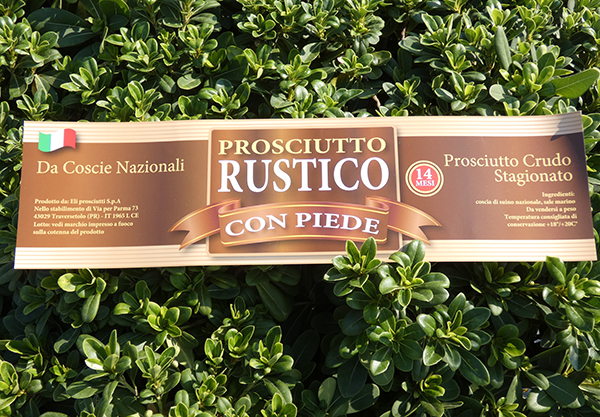 Da Coscie Nazionali
Prodotto da: Eli prosciutti S.p.A
Nello stabilimento di Via per Parma 73
43029 Traversetolo (PR) - IT 1965 L CE
Lotto: vedi marchio impresso a fuoco
sulla cotenna del prodotto
PROSCIUTTO
RUSTICO
CON PIEDE
14
MESI
Prosciutto Crudo
Stagionato
Ingredienti:
coscia di suino nazionale, sale marino
Da vendersi a peso
Temperatura consigliata di
conservazione +18°/+20C°